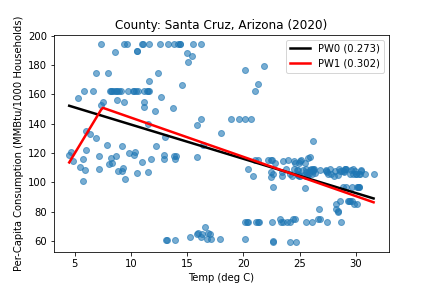 County: Santa Cruz, Arizona (2020)
Per-Capita Consumption (MMBtu/1000 Households)
200
180
160
140
120
100
80
60
PW0 (0.273)
PW1 (0.302)
5 10 15 20 25 30
Temp (deg C)